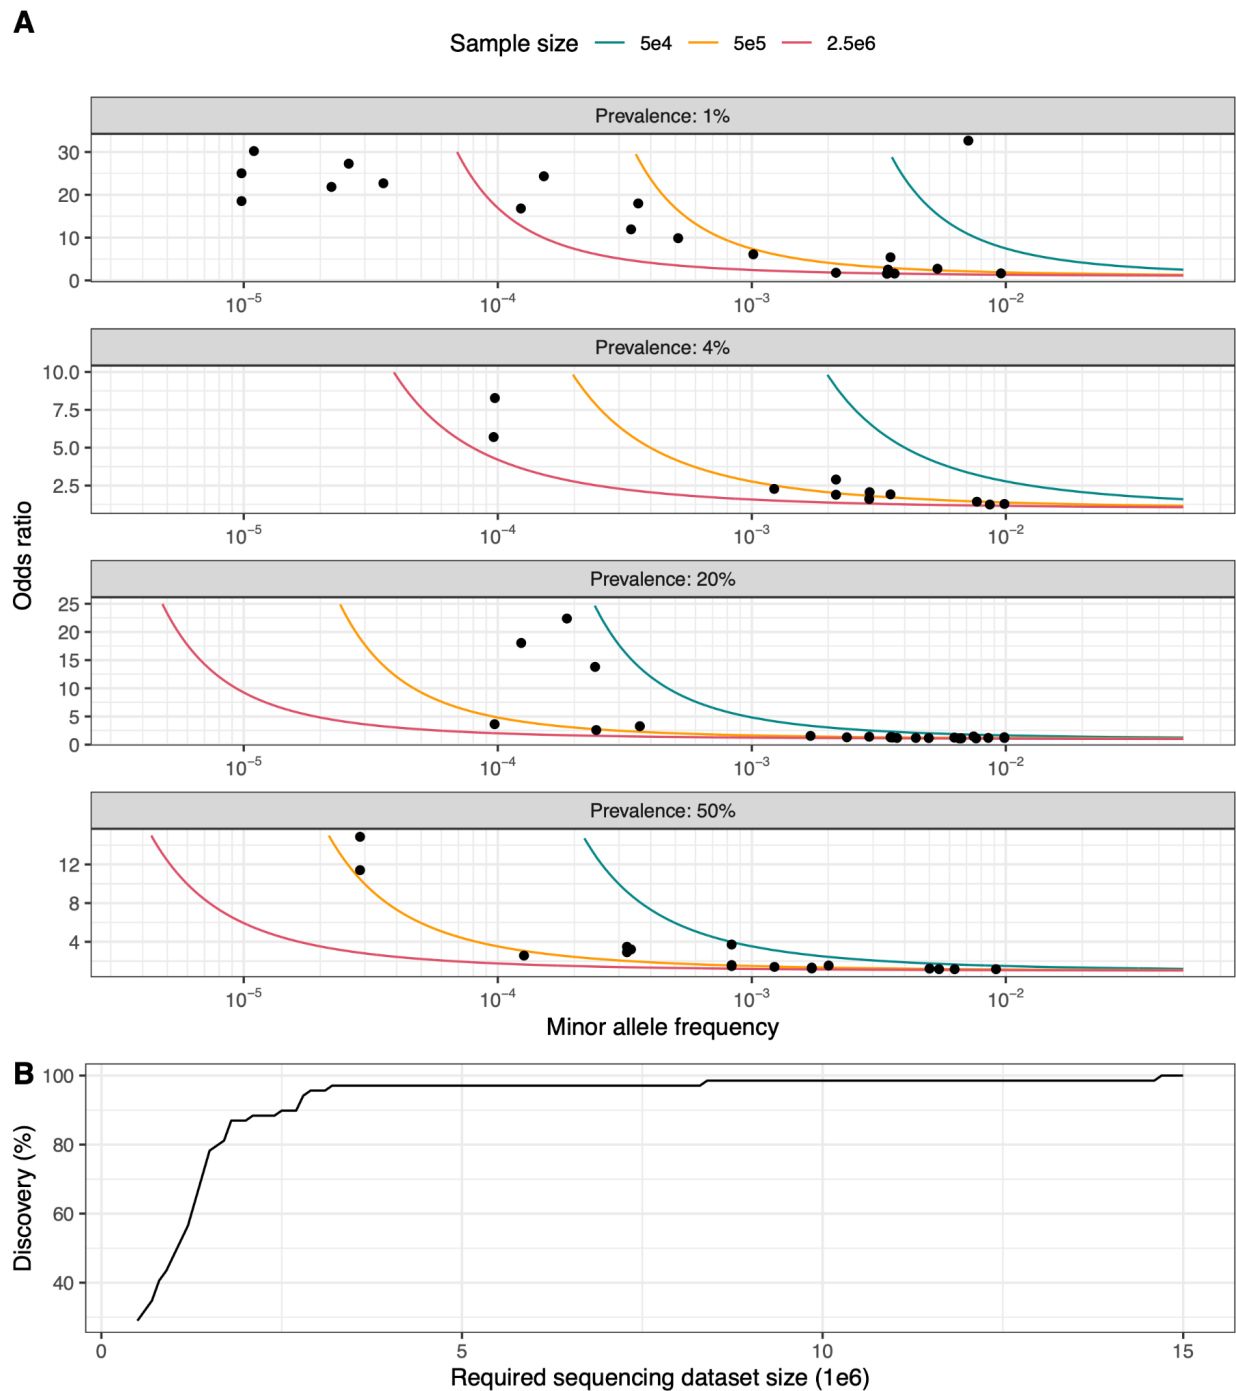 A
Sample size 5e4 5e5 2.5e6
Prevalence: 1%
30
20
10
0
10⁻⁵ 10⁻⁴ 10⁻³ 10⁻²
Prevalence: 4%
10.0
7.5
5.0
2.5
10⁻⁵ 10⁻⁴ 10⁻³ 10⁻²
Odds ratio
Prevalence: 20%
25
20
15
10
5
0
10⁻⁵ 10⁻⁴ 10⁻³ 10⁻²
Prevalence: 50%
12
8
4
10⁻⁵ 10⁻⁴ 10⁻³ 10⁻²
Minor allele frequency
B
100
80
60
40
Discovery (%)
0 5 10 15
Required sequencing dataset size (1e6)